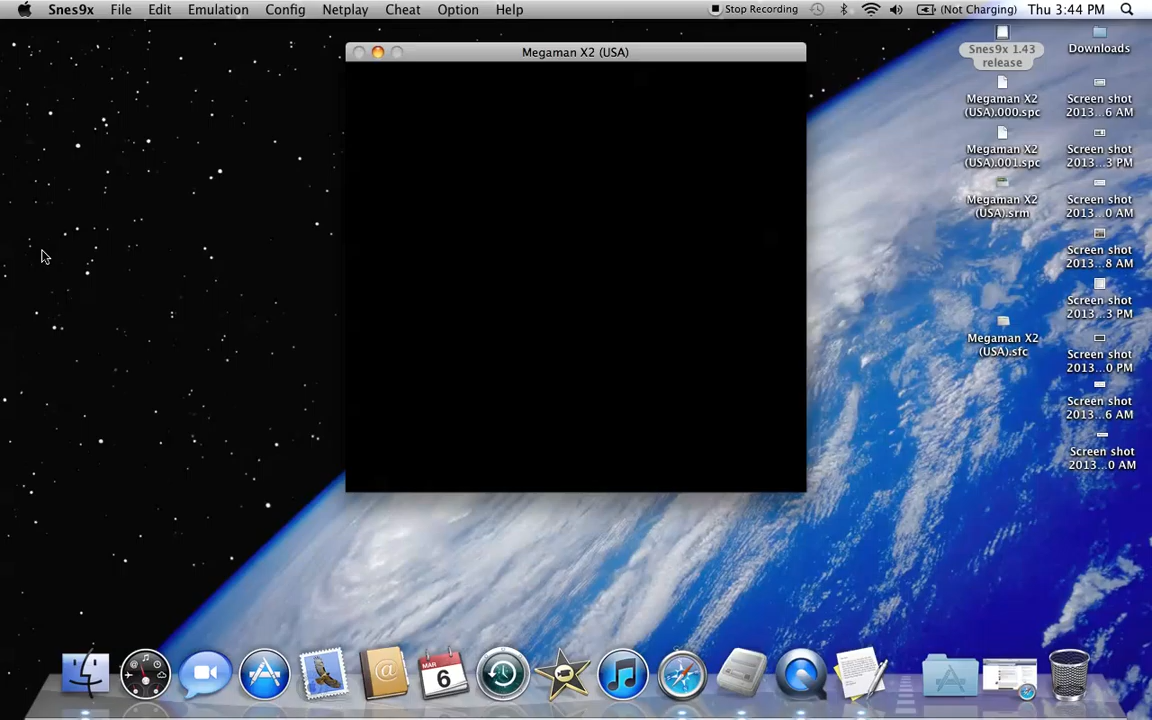 Snes9x File Edit Emulation Config Netplay Cheat Option Help Stop Recording (Not Charging) Thu 3:44 PM
Megaman X2 (USA)
Snes9x 1.43
release
Downloads
Megaman X2
(USA).000.spc
Screen shot
2013...6 AM
Megaman X2
(USA).001.spc
Screen shot
2013...3 PM
Megaman X2
(USA).srm
Screen shot
2013...0 AM
Screen shot
2013...8 AM
Screen shot
2013...3 PM
Megaman X2
(USA).sfc
Screen shot
2013...0 PM
Screen shot
2013...6 AM
Screen shot
2013...0 AM
MAR
6